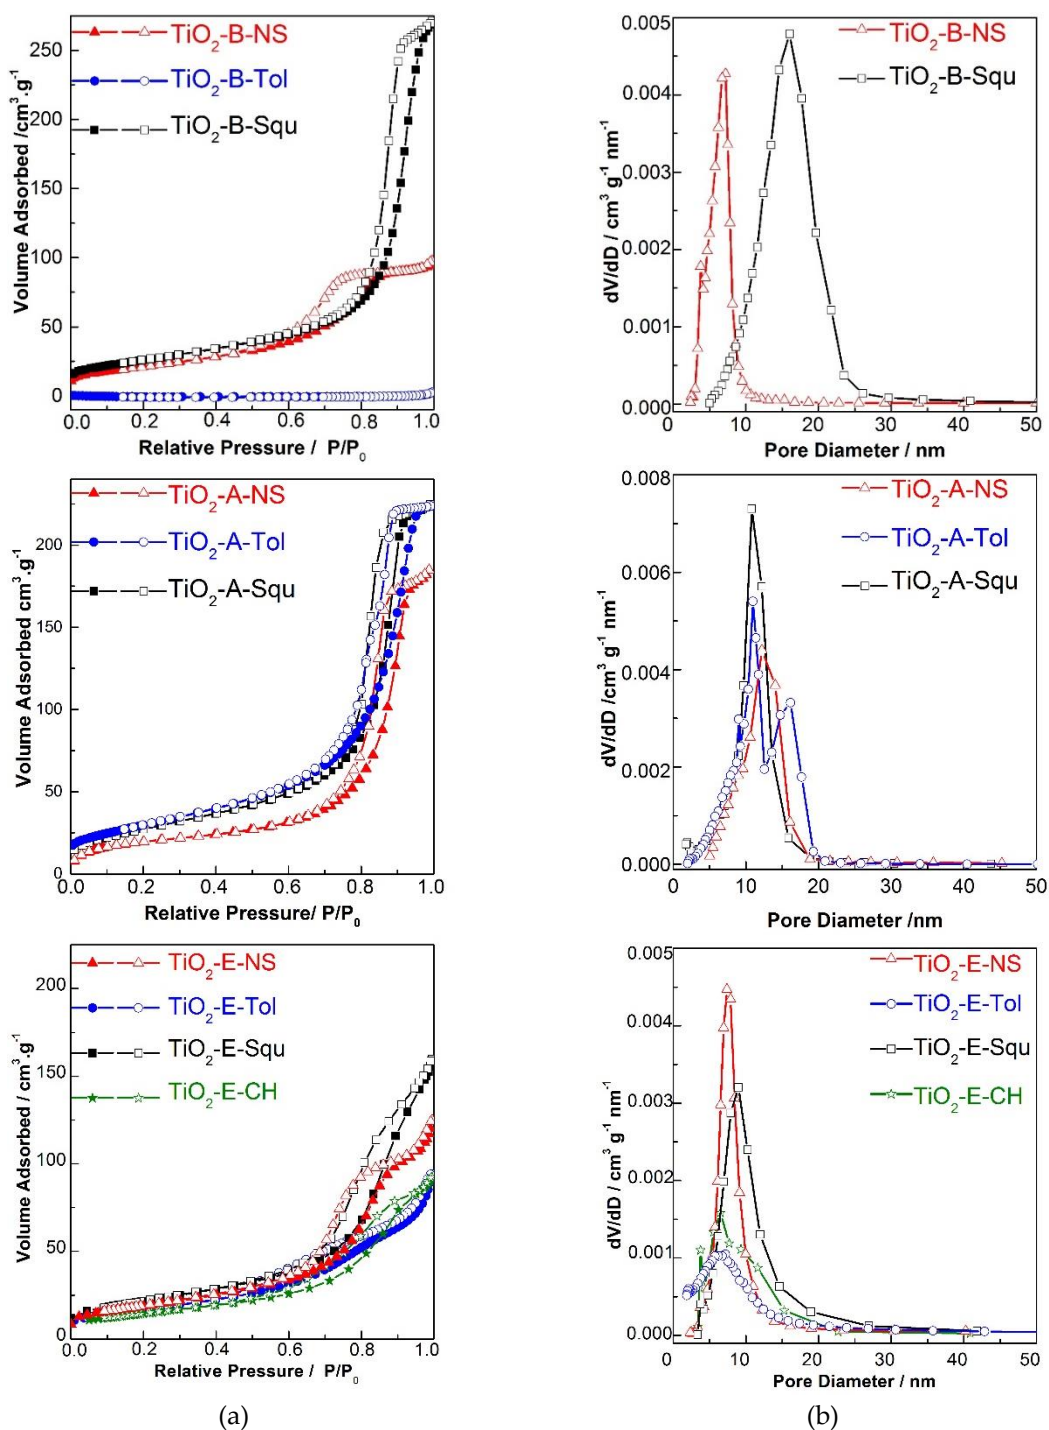 TiO2-B-NS
TiO2-B-Tol
TiO2-B-Squ
Volume Adsorbed /cm3.g-1
250
200
150
100
50
0
0.0 0.2 0.4 0.6 0.8 1.0
Relative Pressure / P/P0
TiO2-B-NS
TiO2-B-Squ
dV/dD / cm3 g-1 nm-1
0.005
0.004
0.003
0.002
0.001
0.000
0 10 20 30 40 50
Pore Diameter / nm
TiO2-A-NS
TiO2-A-Tol
TiO2-A-Squ
Volume Adsorbed cm3.g-1
200
150
100
50
0
0.0 0.2 0.4 0.6 0.8 1.0
Relative Pressure/ P/P0
TiO2-A-NS
TiO2-A-Tol
TiO2-A-Squ
dV/dD /cm3 g-1 nm-1
0.008
0.006
0.004
0.002
0.000
0 10 20 30 40 50
Pore Diameter /nm
TiO2-E-NS
TiO2-E-Tol
TiO2-E-Squ
TiO2-E-CH
Volume Adsorbed / cm3.g-1
200
150
100
50
0
0.0 0.2 0.4 0.6 0.8 1.0
Relative Pressure / P/P0
TiO2-E-NS
TiO2-E-Tol
TiO2-E-Squ
TiO2-E-CH
dV/dD / cm3 g-1 nm-1
0.005
0.004
0.003
0.002
0.001
0.000
0 10 20 30 40 50
Pore Diameter / nm
(a)
(b)